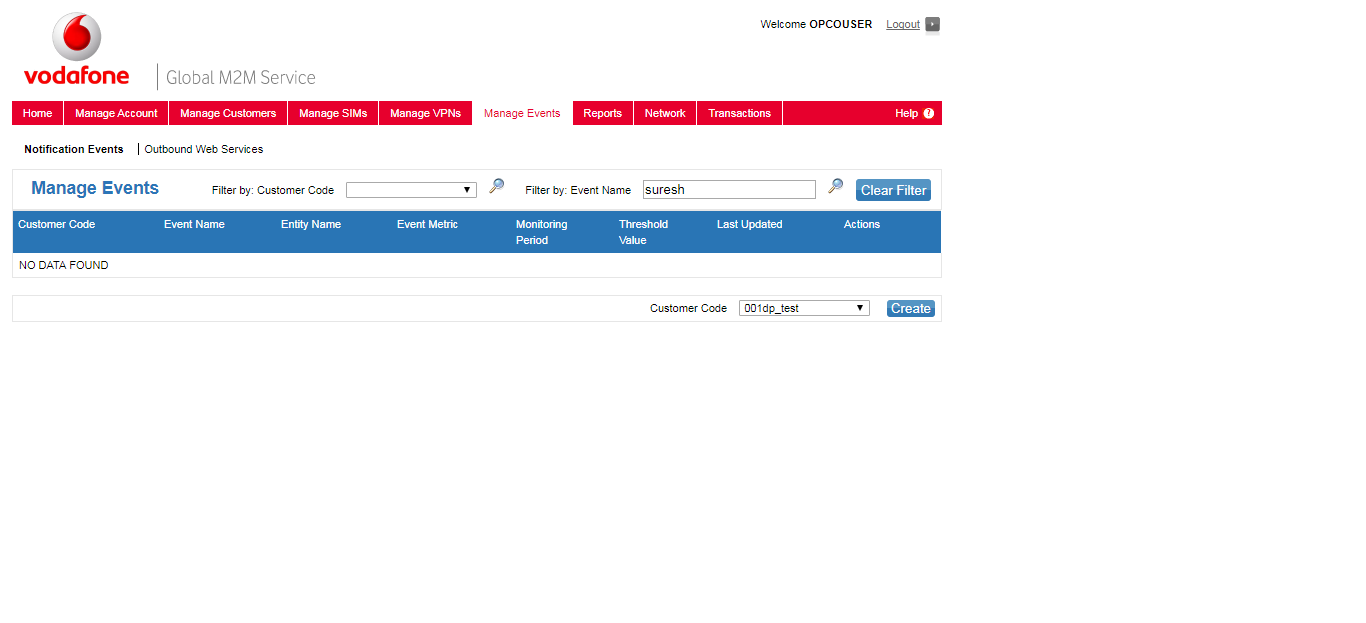 Welcome OPCOUSER Logout
vodafone Global M2M Service
Home Manage Account Manage Customers Manage SIMs Manage VPNs Manage Events Reports Network Transactions Help ?
Notification Events Outbound Web Services
Manage Events Filter by: Customer Code Filter by: Event Name suresh Clear Filter
Customer Code Event Name Entity Name Event Metric Monitoring Threshold Last Updated Actions
Period Value
NO DATA FOUND
Customer Code 001dp_test Create